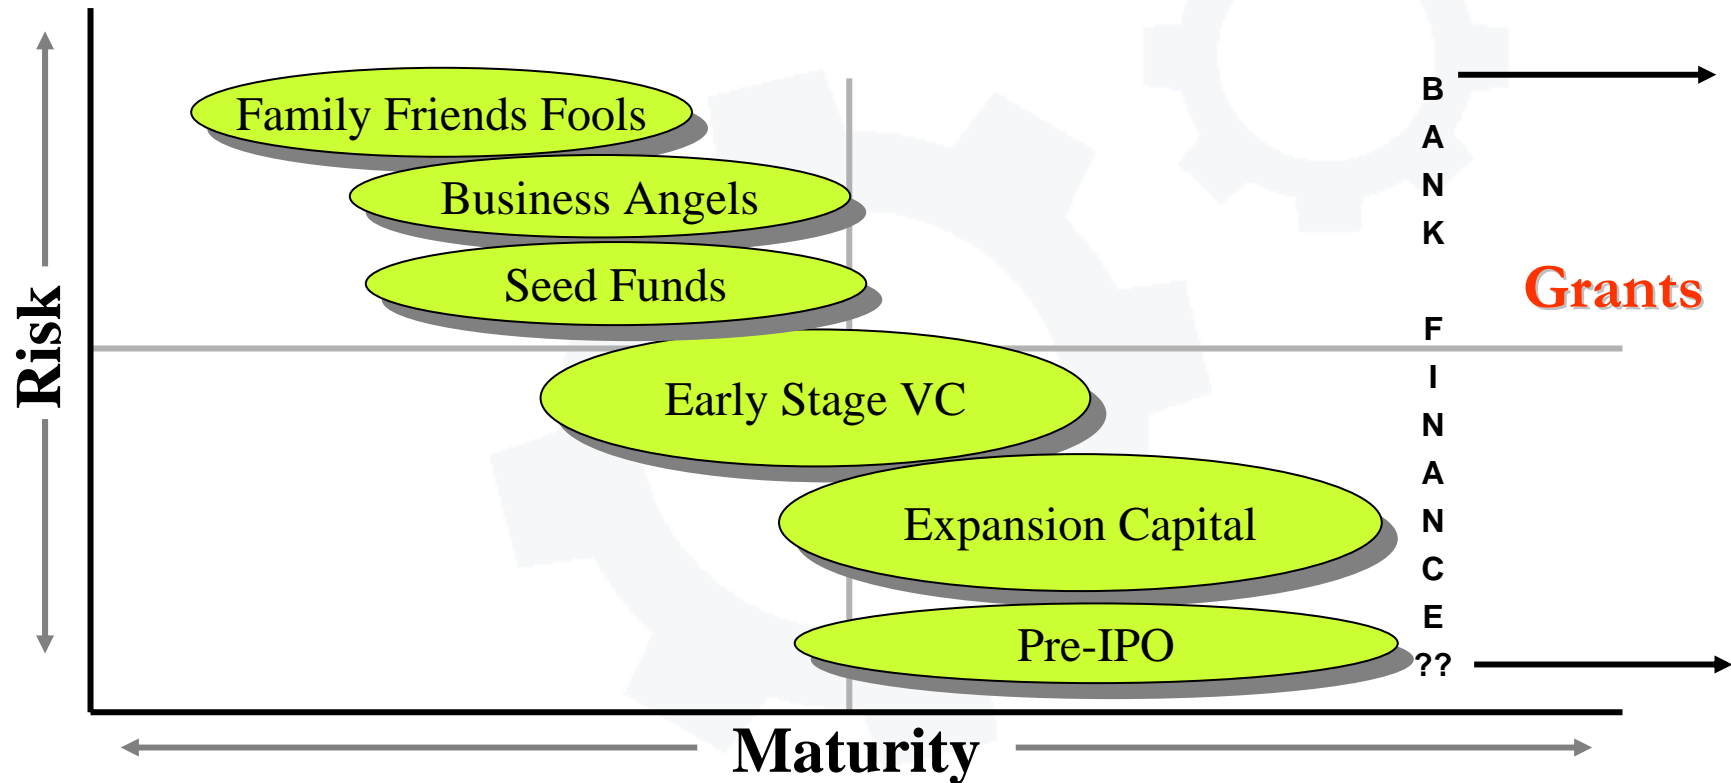 Family Friends Fools
Business Angels
Seed Funds
Early Stage VC
Expansion Capital
Pre-IPO
B
A
N
K
F
I
N
A
N
C
E
??
Grants
Risk
Maturity